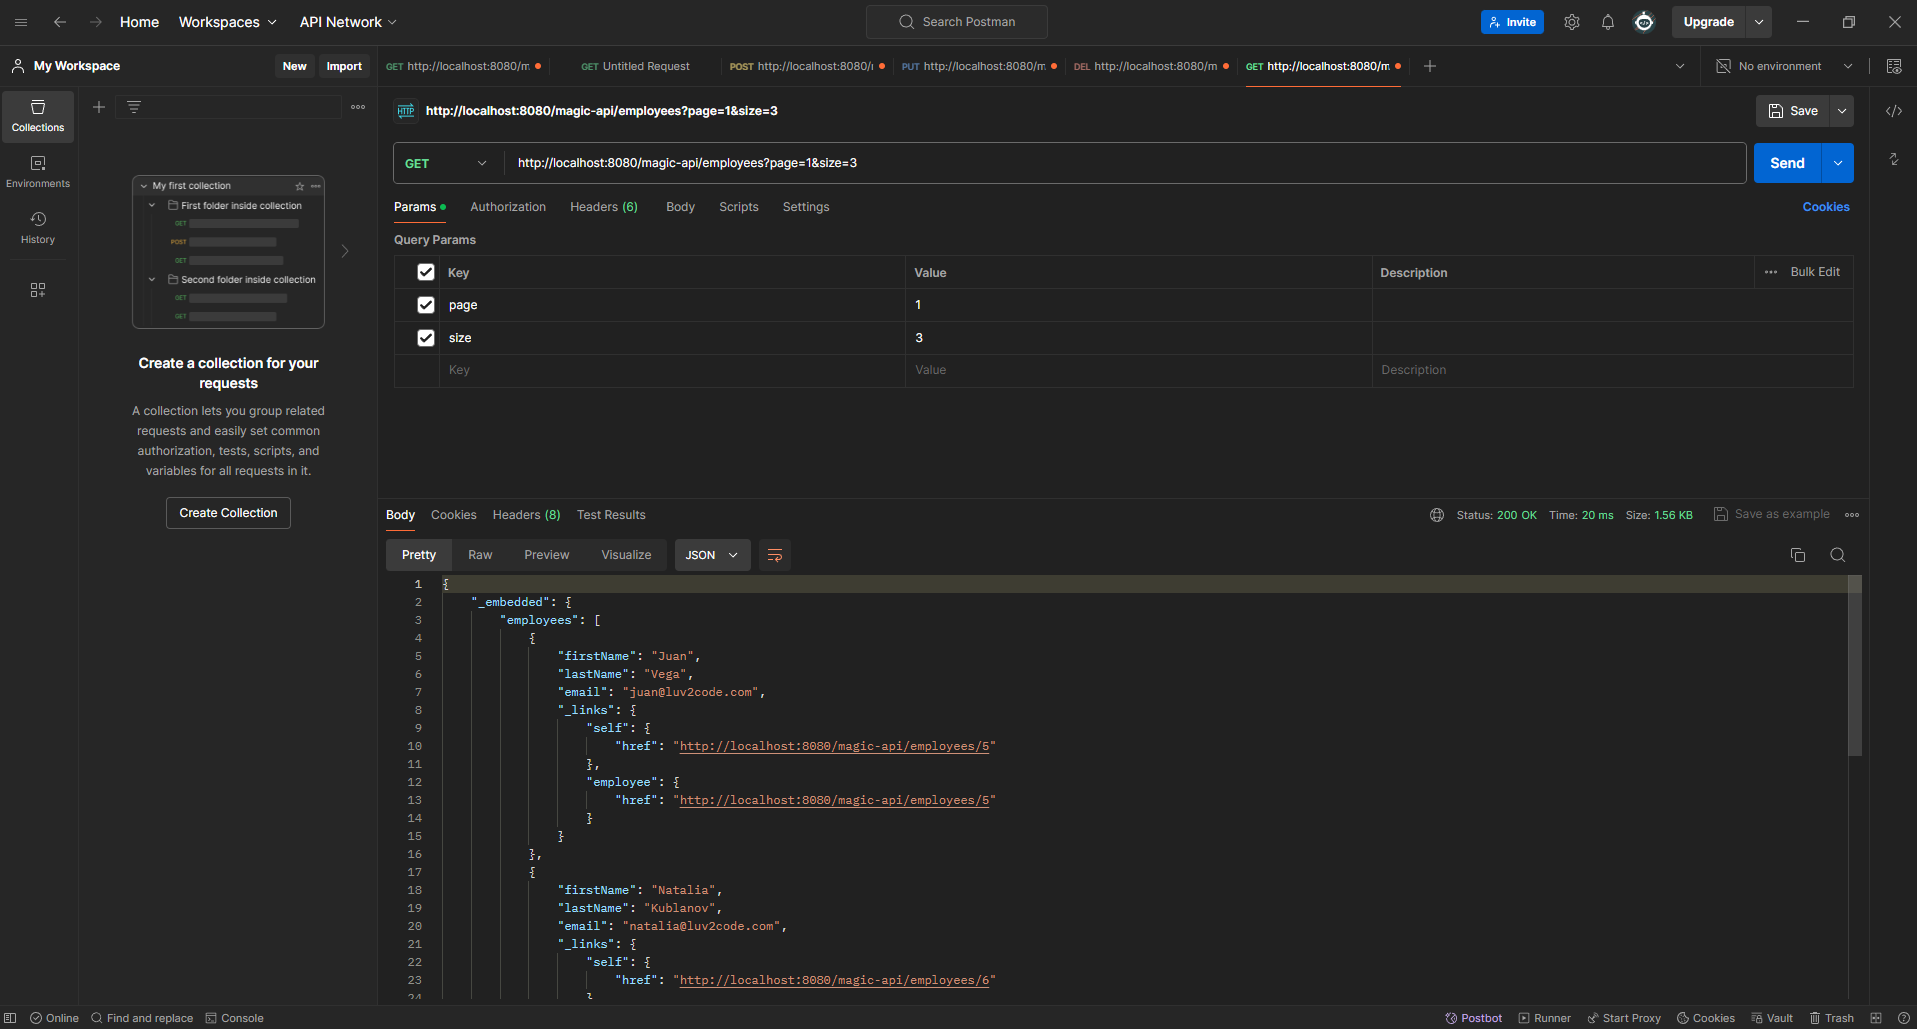 Home Workspaces API Network Search Postman Invite Upgrade
My Workspace New Import
GET http://localhost:8080/m GET Untitled Request POST http://localhost:8080/ PUT http://localhost:8080/m DEL http://localhost:8080/m GET http://localhost:8080/m No environment
Collections
Environments
History
My first collection
First folder inside collection
GET
POST
GET
Second folder inside collection
GET
GET
Create a collection for your
requests
A collection lets you group related
requests and easily set common
authorization, tests, scripts, and
variables for all requests in it.
Create Collection
HTTP http://localhost:8080/magic-api/employees?page=1&size=3 Save
GET http://localhost:8080/magic-api/employees?page=1&size=3 Send
Params Authorization Headers (6) Body Scripts Settings Cookies
Query Params
Key Value Description Bulk Edit
page 1
size 3
Key Value Description
Body Cookies Headers (8) Test Results Status: 200 OK Time: 20 ms Size: 1.56 KB Save as example
Pretty Raw Preview Visualize JSON
1 {
2 "_embedded": {
3 "employees": [
4 {
5 "firstName": "Juan",
6 "lastName": "Vega",
7 "email": "juan@luv2code.com",
8 "_links": {
9 "self": {
10 "href": "http://localhost:8080/magic-api/employees/5"
11 },
12 "employee": {
13 "href": "http://localhost:8080/magic-api/employees/5"
14 }
15 }
16 },
17 {
18 "firstName": "Natalia",
19 "lastName": "Kublanov",
20 "email": "natalia@luv2code.com",
21 "_links": {
22 "self": {
23 "href": "http://localhost:8080/magic-api/employees/6"
24 }
Online Find and replace Console Postbot Runner Start Proxy Cookies Vault Trash